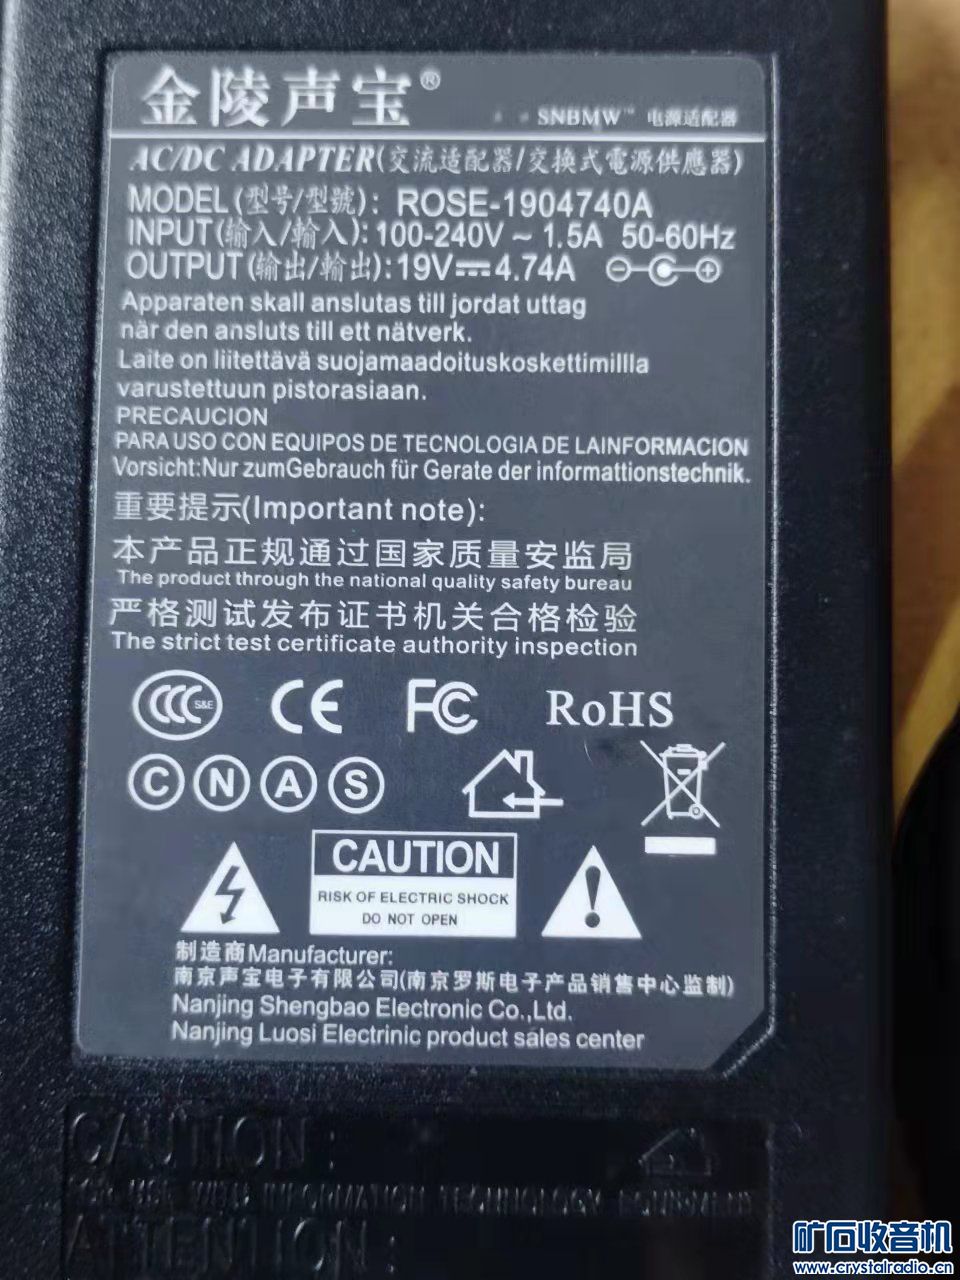 金陵声宝®
SNBMW™ 电源适配器
AC/DC ADAPTER(交流适配器/交换式電源供應器)
MODEL(型号/型號): ROSE-1904740A
INPUT(输入/輸入):100-240V ~ 1.5A 50-60Hz
OUTPUT(输出/輸出):19V⎓4.74A
Apparaten skall anslutas till jordat uttag
när den ansluts till ett nätverk.
Laite on liitettävä suojamaadoituskoskettimillla
varustettuun pistorasiaan.
PRECAUCION
PARA USO CON EQUIPOS DE TECNOLOGIA DE LAINFORMACION
Vorsicht:Nur zumGebrauch für Gerate der informattionstechnik.
重要提示(Important note):
本产品正规通过国家质量安监局
The product through the national quality safety bureau
严格测试发布证书机关合格检验
The strict test certificate authority inspection
CCC S&E CE FC RoHS
C N A S
CAUTION
RISK OF ELECTRIC SHOCK
DO NOT OPEN
制造商Manufacturer:
南京声宝电子有限公司(南京罗斯电子产品销售中心监制)
Nanjing Shengbao Electronic Co.,Ltd.
Nanjing Luosi Electrinic product sales center
CAUTION:
FOR USE WITH INFORMATION TECHNOLOGY
ATTENTION:
矿石收音机
www.crystalradio.cn